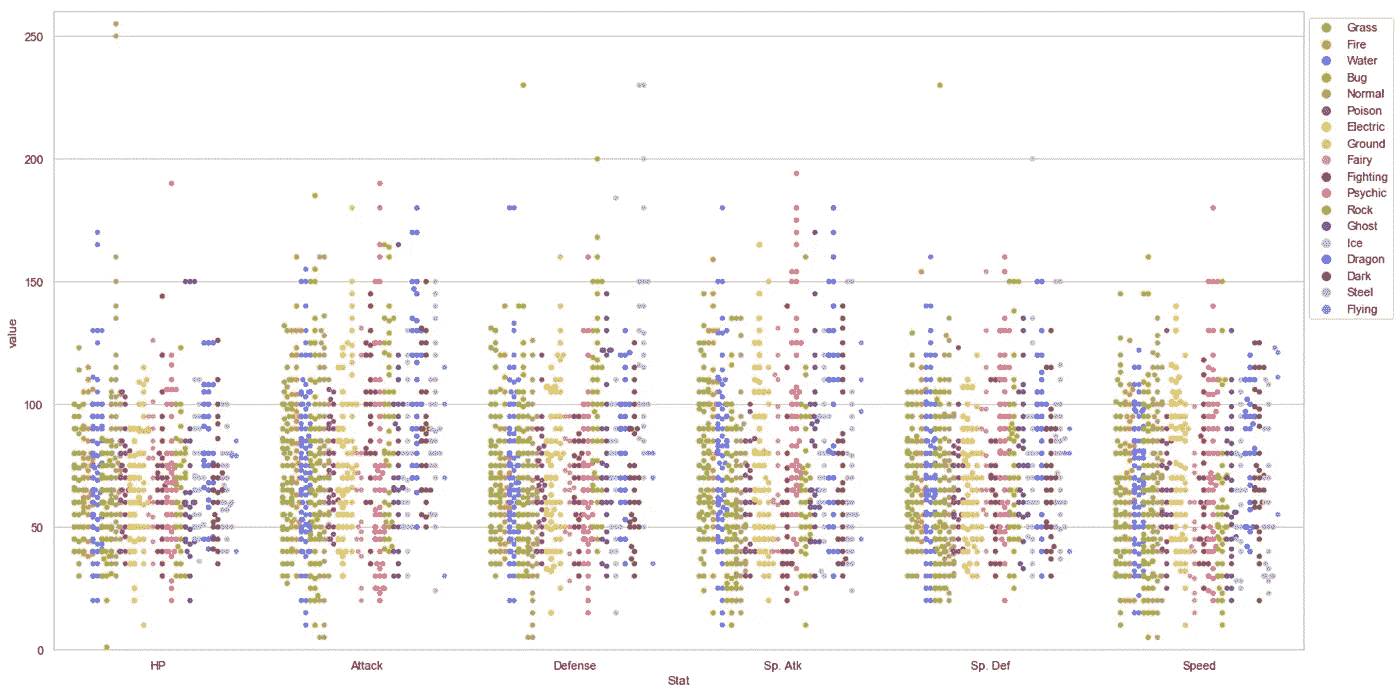 250
200
150
100
50
0
value
HP Attack Defense Sp. Atk Sp. Def Speed
Stat
Grass
Fire
Water
Bug
Normal
Poison
Electric
Ground
Fairy
Fighting
Psychic
Rock
Ghost
Ice
Dragon
Dark
Steel
Flying